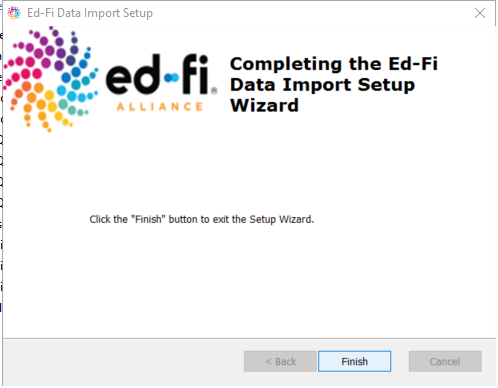 Ed-Fi Data Import Setup
ed-fi®
ALLIANCE
Completing the Ed-Fi
Data Import Setup
Wizard
Click the "Finish" button to exit the Setup Wizard.
< Back
Finish
Cancel